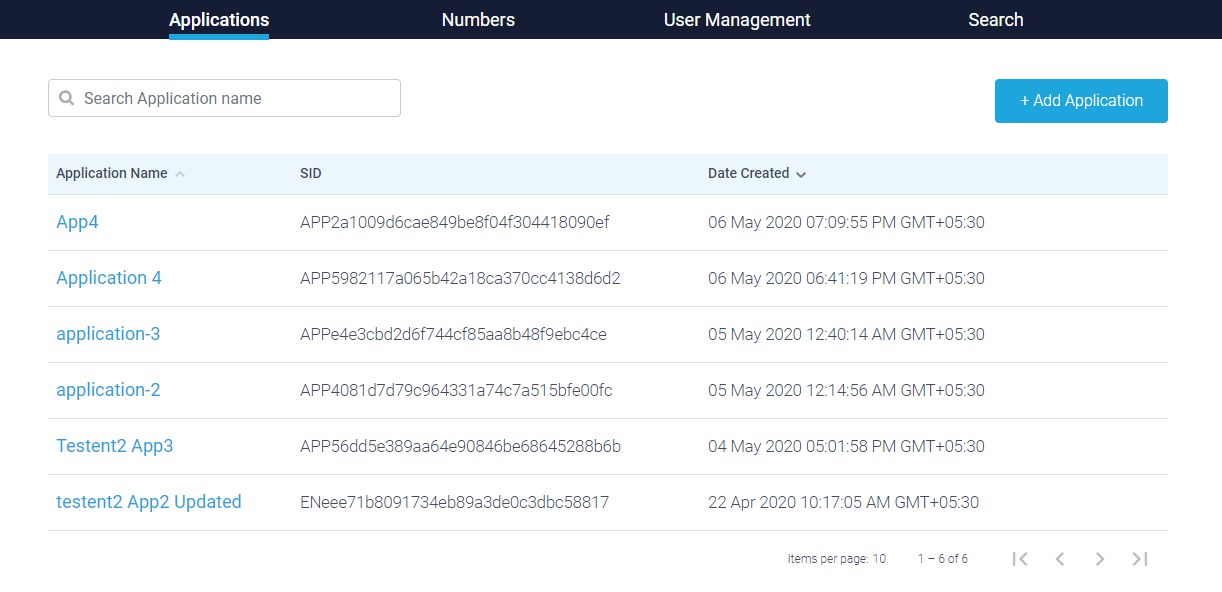 Applications Numbers User Management Search
Search Application name
+ Add Application
Application Name SID Date Created
App4 APP2a1009d6cae849be8f04f304418090ef 06 May 2020 07:09:55 PM GMT+05:30
Application 4 APP5982117a065b42a18ca370cc4138d6d2 06 May 2020 06:41:19 PM GMT+05:30
application-3 APPe4e3cbd2d6f744cf85aa8b48f9ebc4ce 05 May 2020 12:40:14 AM GMT+05:30
application-2 APP4081d7d79c964331a74c7a515bfe00fc 05 May 2020 12:14:56 AM GMT+05:30
Testent2 App3 APP56dd5e389aa64e90846be68645288b6b 04 May 2020 05:01:58 PM GMT+05:30
testent2 App2 Updated ENeee71b8091734eb89a3de0c3dbc58817 22 Apr 2020 10:17:05 AM GMT+05:30
Items per page: 10 1 – 6 of 6